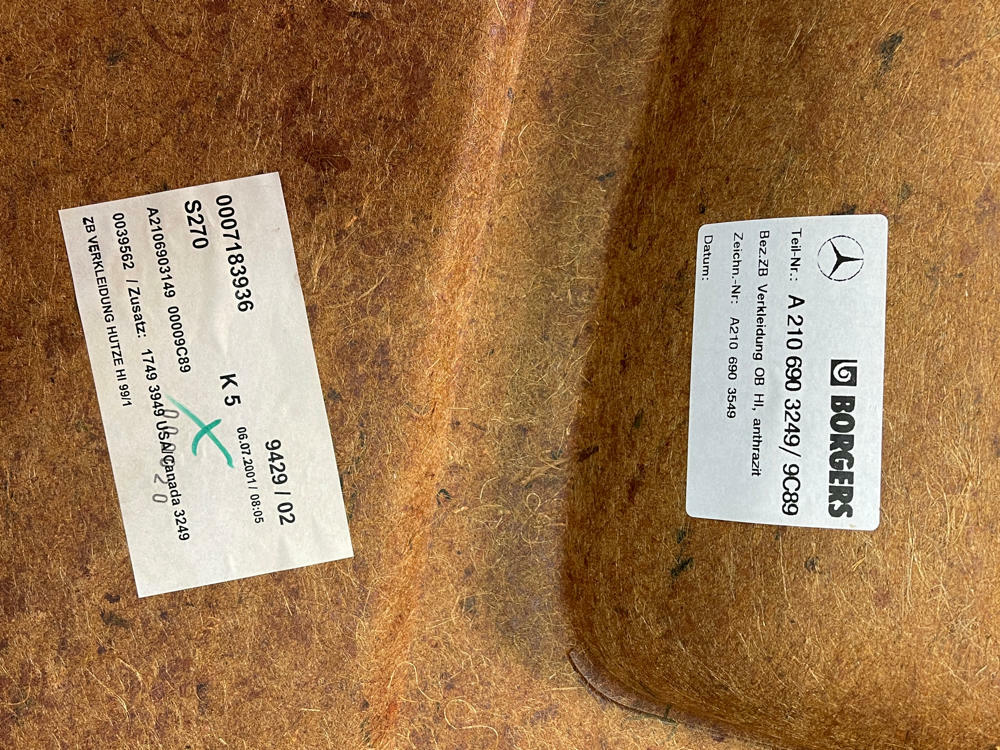 0007183936 K 5 9429 / 02
S270 06.07.2001 / 08:05
A2106903149 00009C89
0039562 / Zusatz: 1749 3949 USA/Canada 3249
ZB VERKLEIDUNG HUTZE HI 99/1
BORGERS
Teil-Nr.: A 210 690 3249 / 9C89
Bez.ZB Verkleidung OB HI, anthrazit
Zeichn.-Nr: A210 690 3549
Datum: